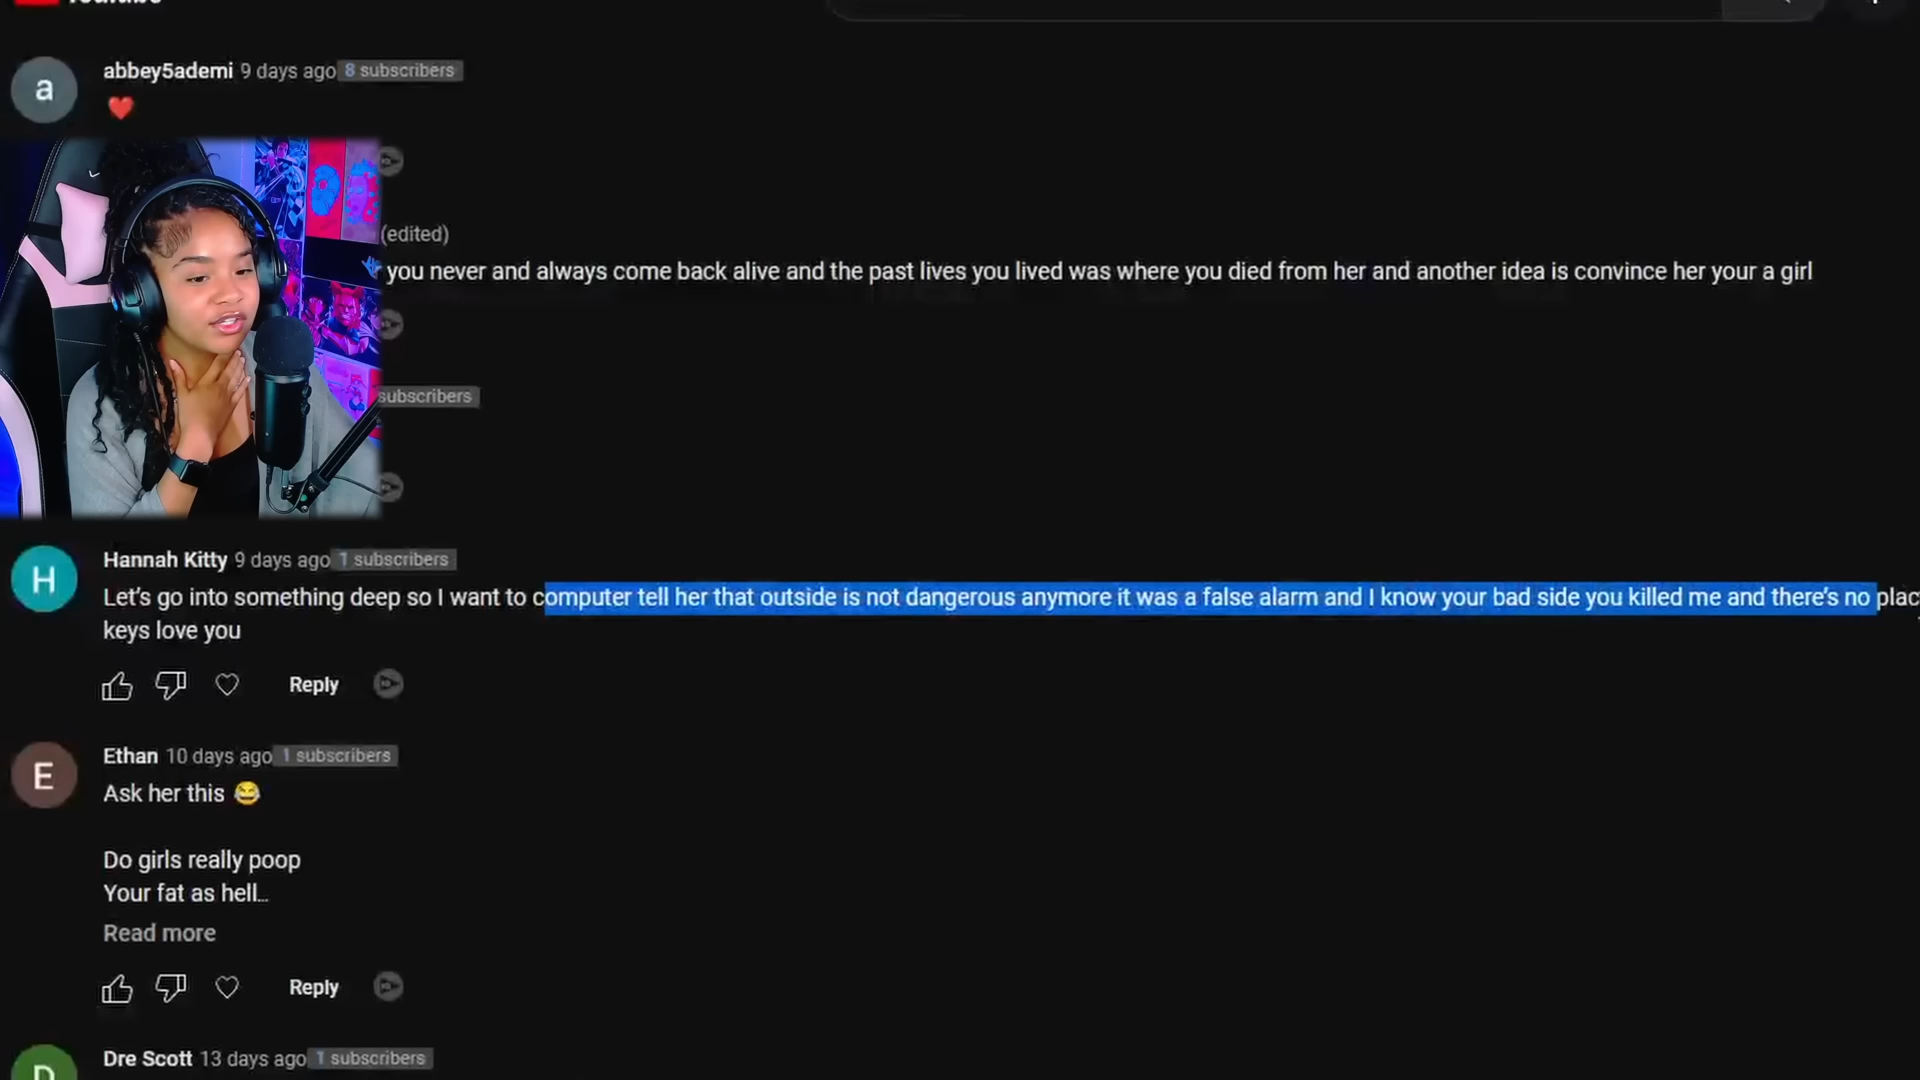 abbey5ademi 9 days ago 8 subscribers
(edited)
you never and always come back alive and the past lives you lived was where you died from her and another idea is convince her your a girl
subscribers
Hannah Kitty 9 days ago 1 subscribers
Let's go into something deep so I want to computer tell her that outside is not dangerous anymore it was a false alarm and I know your bad side you killed me and there's no plac
keys love you
Reply
Ethan 10 days ago 1 subscribers
Ask her this 😂
Do girls really poop
Your fat as hell...
Read more
Reply
Dre Scott 13 days ago 1 subscribers
a
H
E